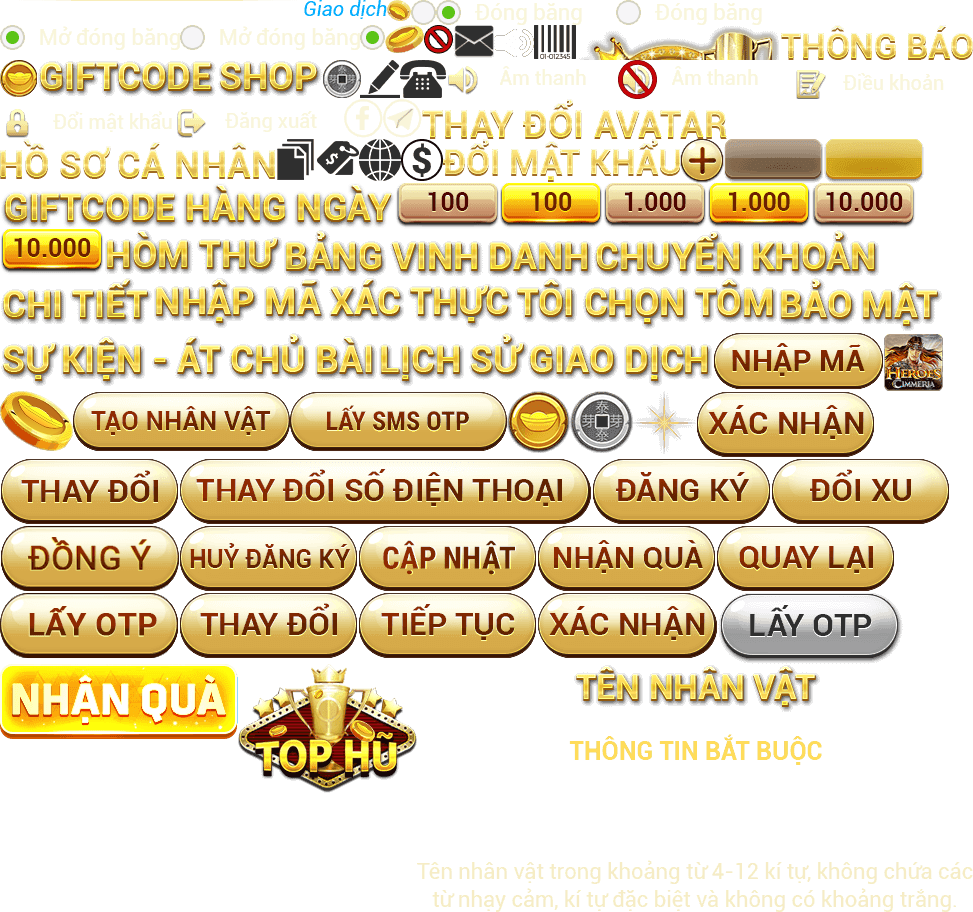 Giao dịch
Đóng băng
Đóng băng
Mở đóng băng
Mở đóng băng
01-012345
THÔNG BÁO
GIFTCODE SHOP
Âm thanh
Âm thanh
Điều khoản
Đổi mật khẩu
Đăng xuất
THAY ĐỔI AVATAR
HỒ SƠ CÁ NHÂN
ĐỔI MẬT KHẨU
GIFTCODE HÀNG NGÀY
100
100
1.000
1.000
10.000
10.000
HÒM THƯ
BẢNG VINH DANH
CHUYỂN KHOẢN
CHI TIẾT
NHẬP MÃ XÁC THỰC
TÔI CHỌN TÔM
BẢO MẬT
SỰ KIỆN - ÁT CHỦ BÀI
LỊCH SỬ GIAO DỊCH
NHẬP MÃ
HEROES
CIMMERIA
TẠO NHÂN VẬT
LẤY SMS OTP
泰
芽 芽
泰
XÁC NHẬN
THAY ĐỔI
THAY ĐỔI SỐ ĐIỆN THOẠI
ĐĂNG KÝ
ĐỔI XU
ĐỒNG Ý
HUỶ ĐĂNG KÝ
CẬP NHẬT
NHẬN QUÀ
QUAY LẠI
LẤY OTP
THAY ĐỔI
TIẾP TỤC
XÁC NHẬN
LẤY OTP
NHẬN QUÀ
TOP HŨ
TÊN NHÂN VẬT
THÔNG TIN BẮT BUỘC
Tên nhân vật trong khoảng từ 4-12 kí tự, không chứa các
từ nhạy cảm, kí tự đặc biệt và không có khoảng trắng.